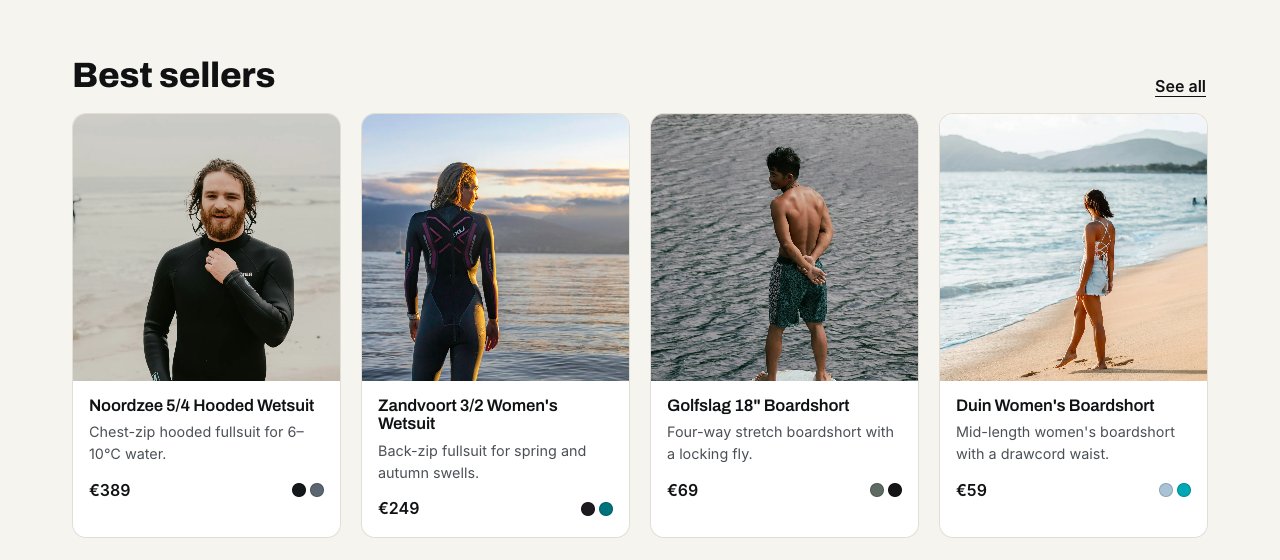 Best sellers
See all
Noordzee 5/4 Hooded Wetsuit
Chest-zip hooded fullsuit for 6–
10°C water.
€389
Zandvoort 3/2 Women's
Wetsuit
Back-zip fullsuit for spring and
autumn swells.
€249
Golfslag 18" Boardshort
Four-way stretch boardshort with
a locking fly.
€69
Duin Women's Boardshort
Mid-length women's boardshort
with a drawcord waist.
€59